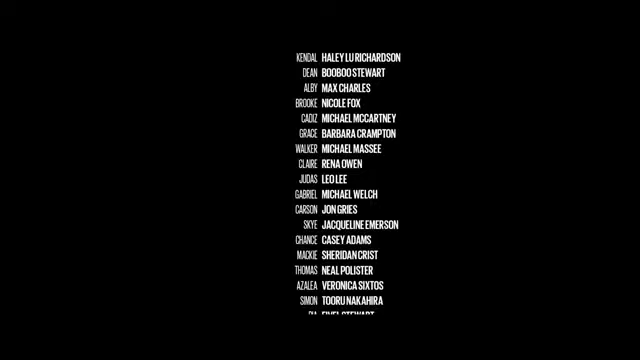 KENDAL HALEY LU RICHARDSON
DEAN BOOBOO STEWART
ALBY MAX CHARLES
BROOKE NICOLE FOX
CADIZ MICHAEL MCCARTNEY
GRACE BARBARA CRAMPTON
WALKER MICHAEL MASSEE
CLAIRE RENA OWEN
JUDAS LEO LEE
GABRIEL MICHAEL WELCH
CARSON JON GRIES
SKYE JACQUELINE EMERSON
CHANCE CASEY ADAMS
MACKIE SHERIDAN CRIST
THOMAS NEAL POLISTER
AZALEA VERONICA SIXTOS
SIMON TOORU NAKAHIRA
STEWART